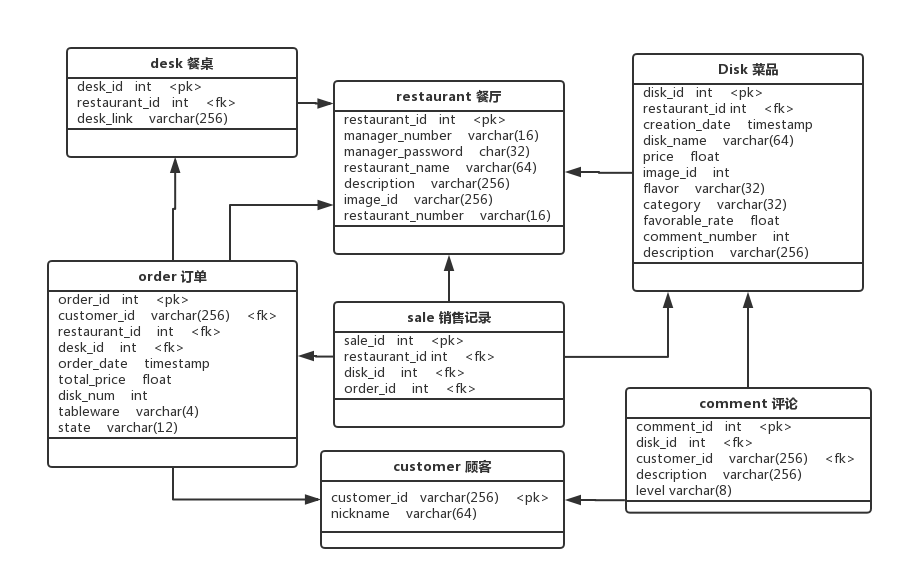 desk 餐桌
desk_id int <pk>
restaurant_id int <fk>
desk_link varchar(256)
restaurant 餐厅
restaurant_id int <pk>
manager_number varchar(16)
manager_password char(32)
restaurant_name varchar(64)
description varchar(256)
image_id varchar(256)
restaurant_number varchar(16)
Disk 菜品
disk_id int <pk>
restaurant_id int <fk>
creation_date timestamp
disk_name varchar(64)
price float
image_id int
flavor varchar(32)
category varchar(32)
favorable_rate float
comment_number int
description varchar(256)
order 订单
order_id int <pk>
customer_id varchar(256) <fk>
restaurant_id int <fk>
desk_id int <fk>
order_date timestamp
total_price float
disk_num int
tableware varchar(4)
state varchar(12)
sale 销售记录
sale_id int <pk>
restaurant_id int <fk>
disk_id int <fk>
order_id int <fk>
comment 评论
comment_id int <pk>
disk_id int <fk>
customer_id varchar(256) <fk>
description varchar(256)
level varchar(8)
customer 顾客
customer_id varchar(256) <pk>
nickname varchar(64)